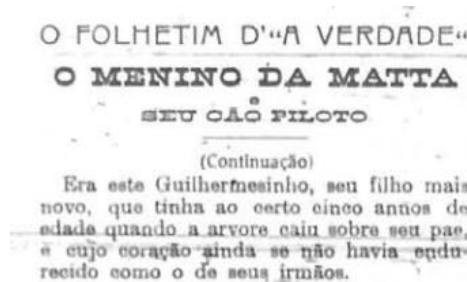 O FOLHETIM D'“A VERDADE“
O MENINO DA MATTA
e
SEU CÃO PILOTO
(Continuação)
Era este Guilhermesinho, seu filho mais
novo, que tinha ao certo cinco annos de
edade quando a arvore caiu sobre seu pae,
e cujo coração ainda se não havia endu-
recido como o de seus irmãos.